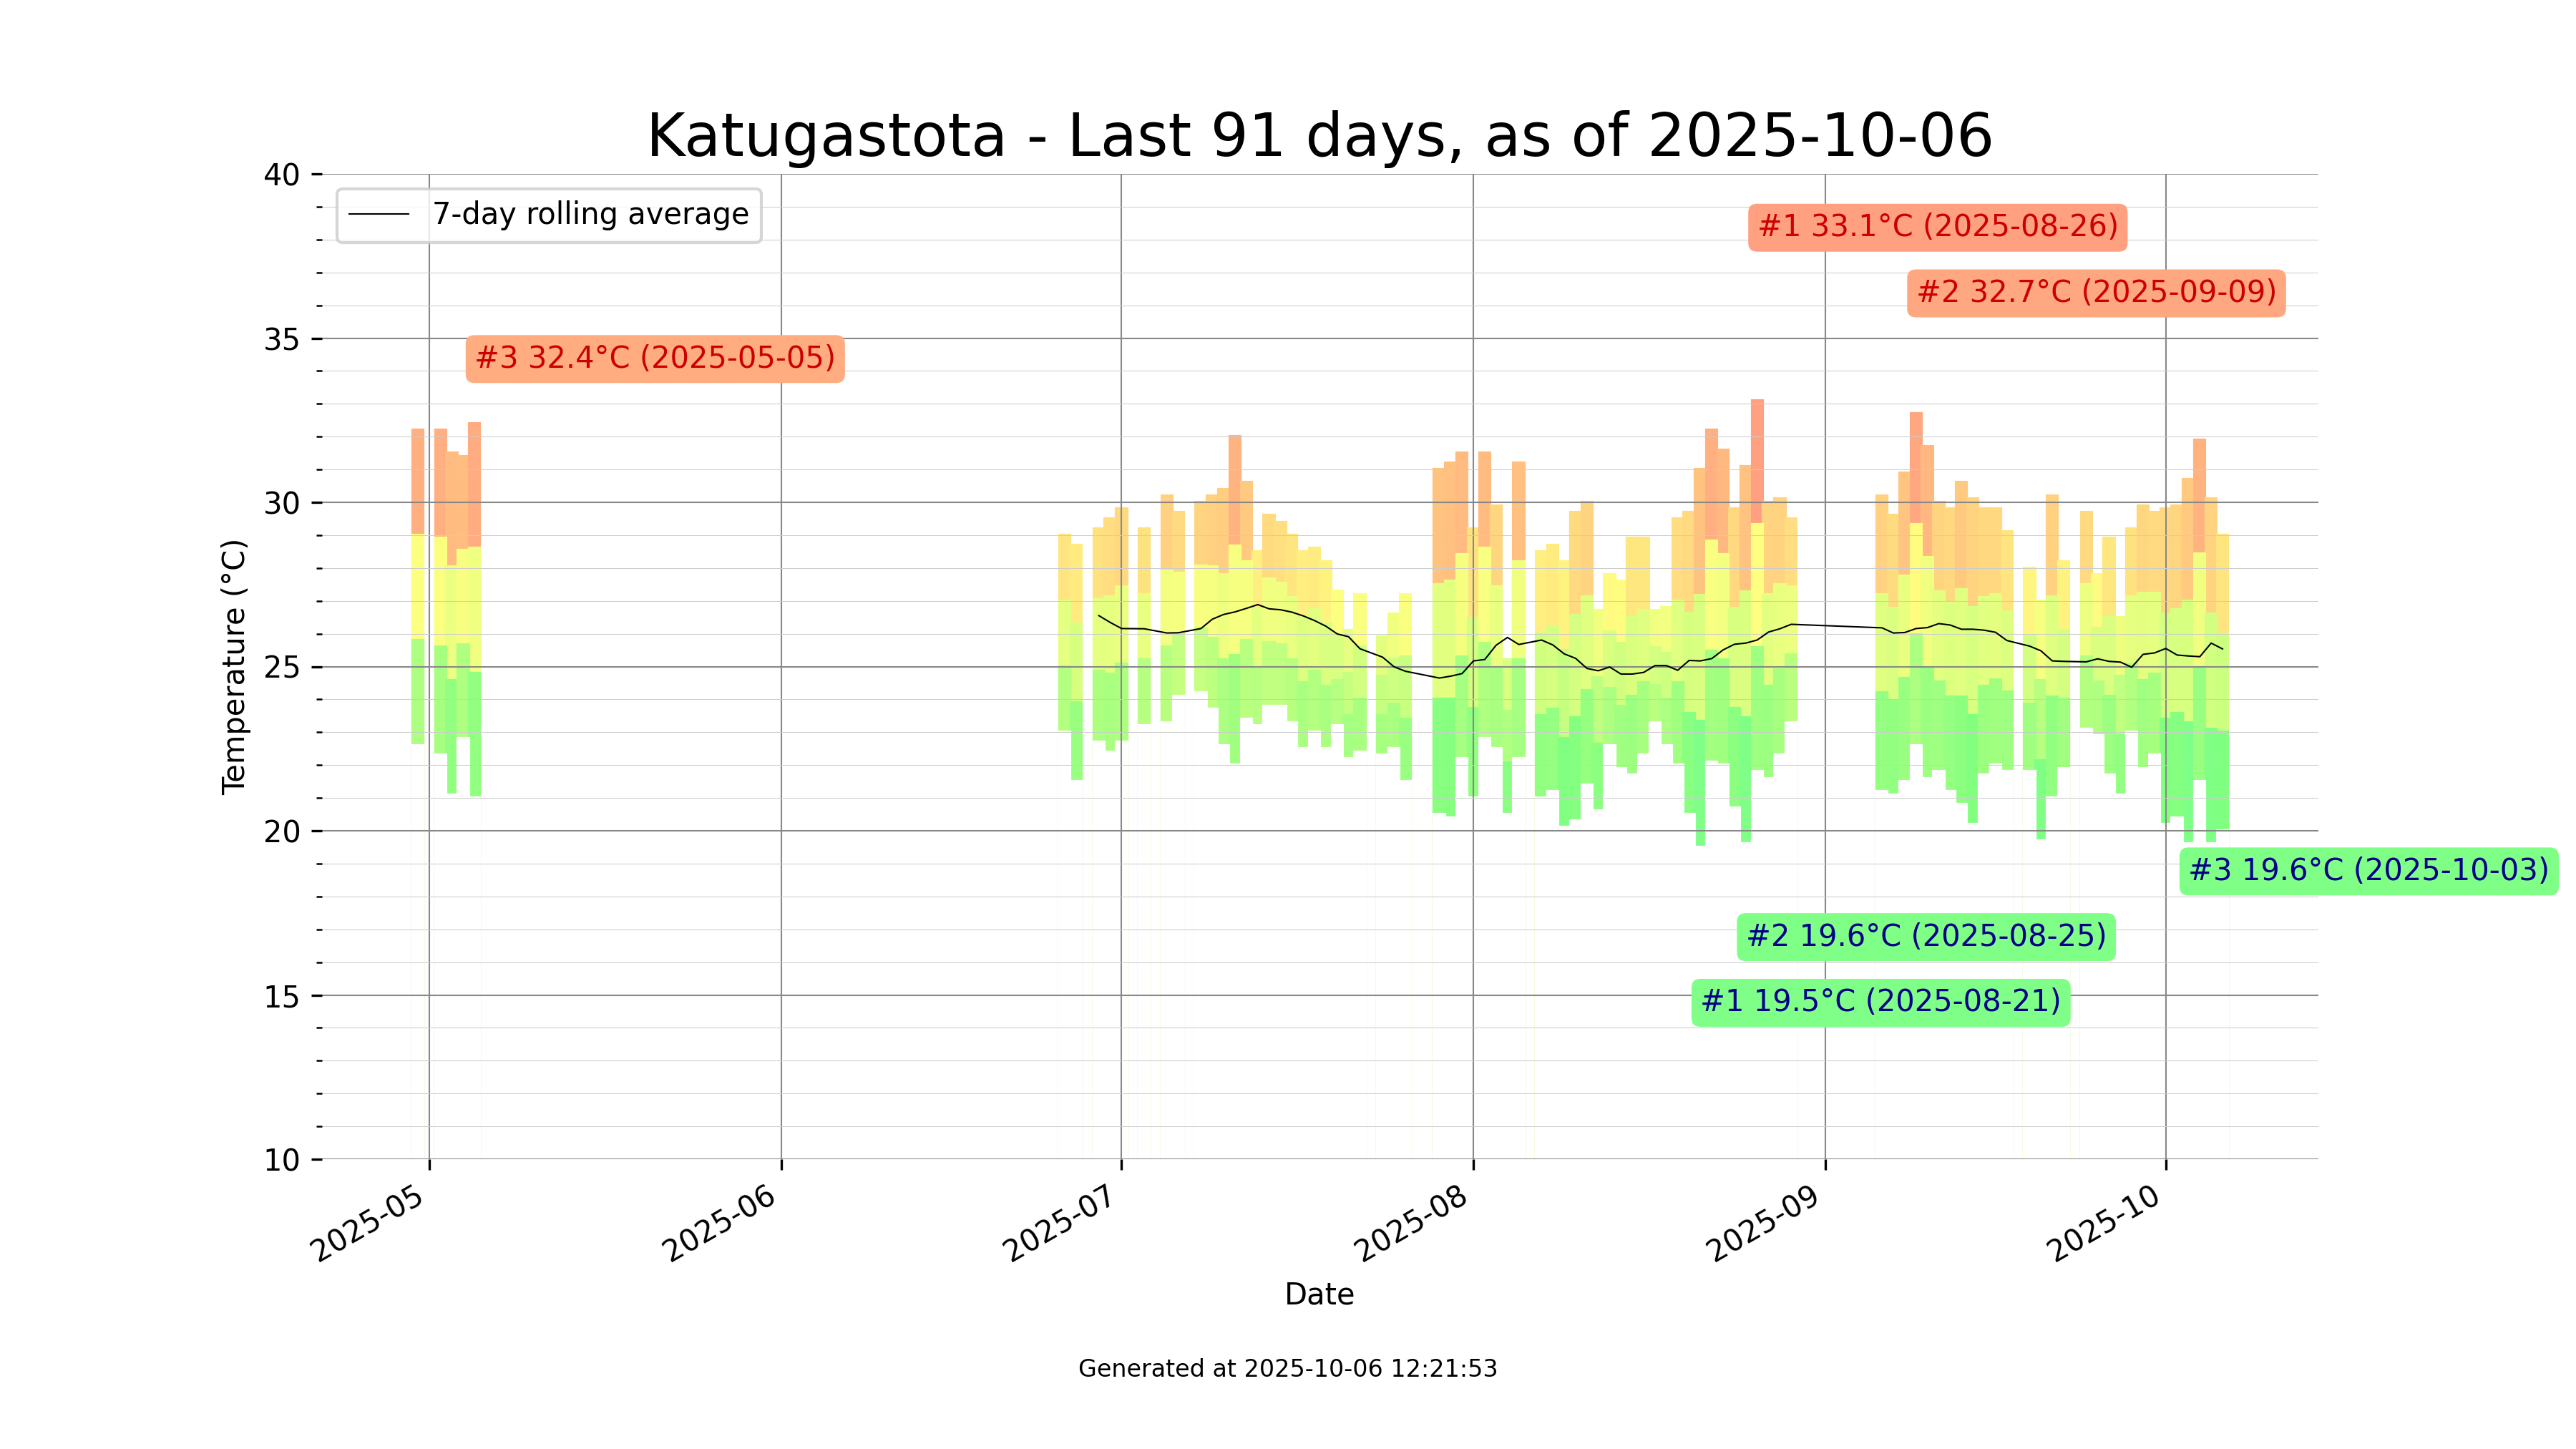 Katugastota - Last 91 days, as of 2025-10-06
7-day rolling average
#1 33.1°C (2025-08-26)
#2 32.7°C (2025-09-09)
#3 32.4°C (2025-05-05)
#3 19.6°C (2025-10-03)
#2 19.6°C (2025-08-25)
#1 19.5°C (2025-08-21)
Temperature (°C)
40
35
30
25
20
15
10
2025-05
2025-06
2025-07
2025-08
2025-09
2025-10
Date
Generated at 2025-10-06 12:21:53